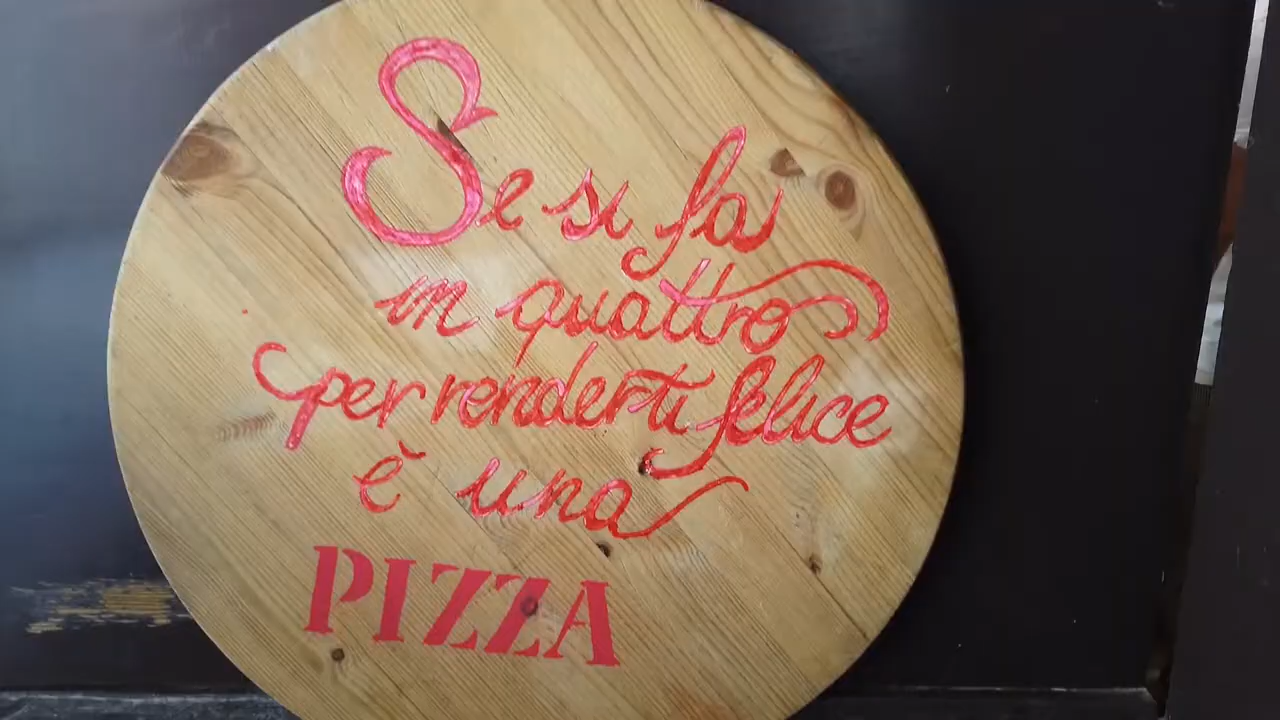 Se si fa
in quattro
per renderti felice
è una
PIZZA